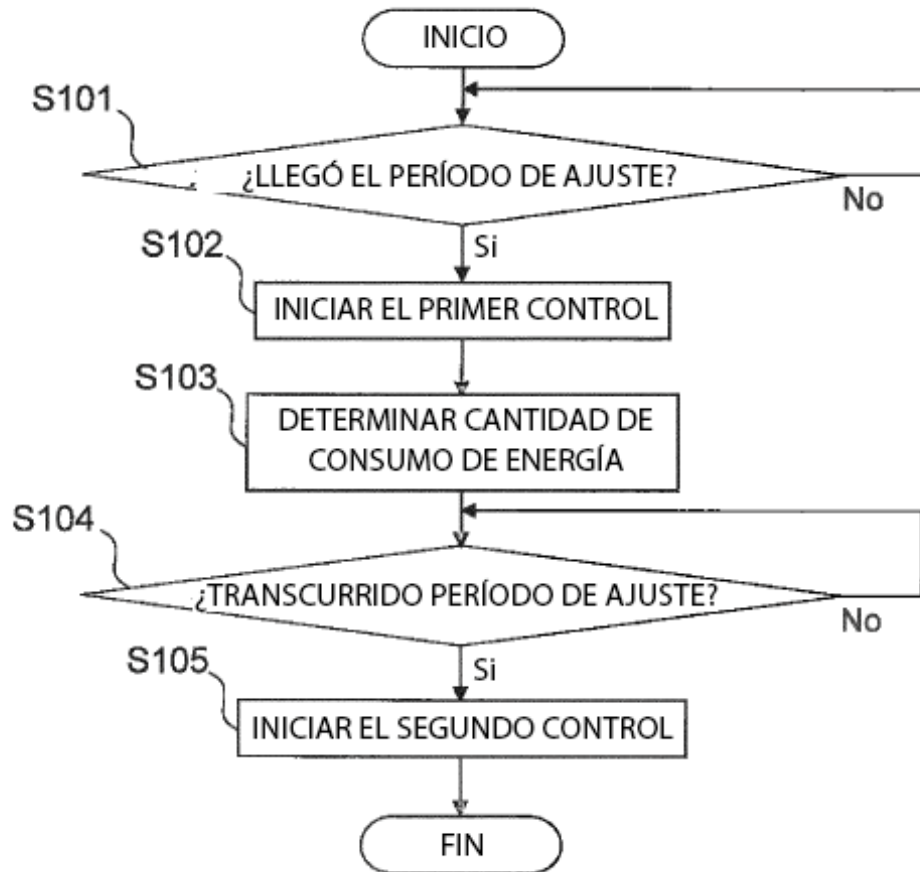 INICIO
S101
¿LLEGÓ EL PERÍODO DE AJUSTE?
No
Si
S102
INICIAR EL PRIMER CONTROL
S103
DETERMINAR CANTIDAD DE
CONSUMO DE ENERGÍA
S104
¿TRANSCURRIDO PERÍODO DE AJUSTE?
No
Si
S105
INICIAR EL SEGUNDO CONTROL
FIN